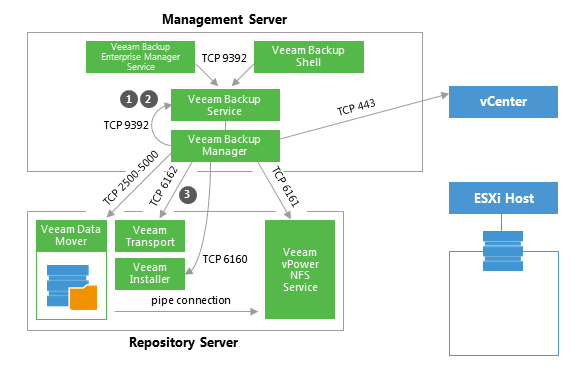 Management Server
Veeam Backup
Enterprise Manager
Service
TCP 9392
Veeam Backup
Shell
1 2
Veeam Backup
Service
TCP 9392
Veeam Backup
Manager
TCP 443
vCenter
TCP 2500-5000
TCP 6162
3
TCP 6161
ESXi Host
Veeam Data
Mover
Veeam
Transport
TCP 6160
Veeam
Installer
Veeam
vPower
NFS
Service
pipe connection
Repository Server